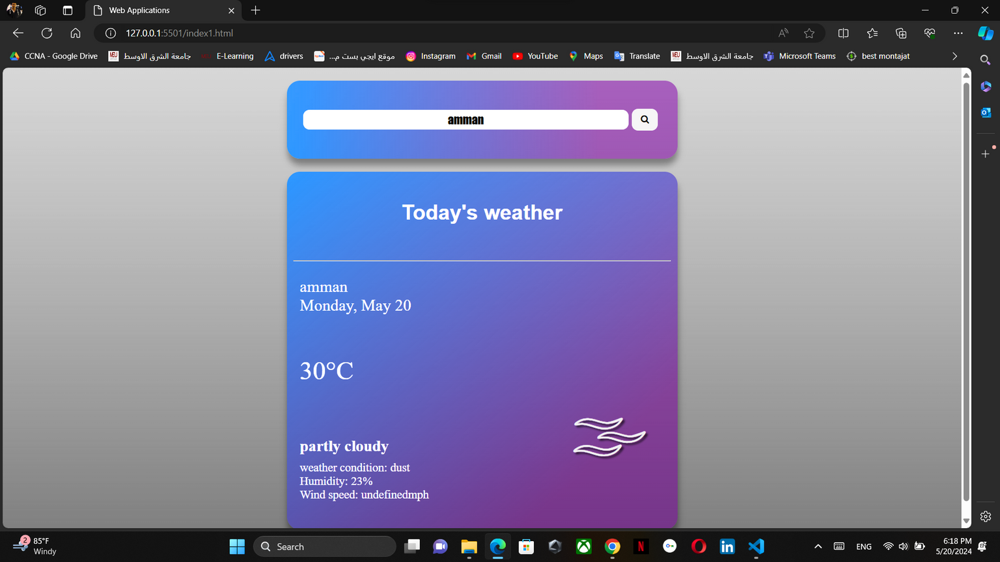 Web Applications
127.0.0.1:5501/index1.html
CCNA - Google Drive
جامعة الشرق الاوسط
E-Learning
drivers
موقع ايجي بست م...
Instagram
Gmail
YouTube
Maps
Translate
جامعة الشرق الاوسط
Microsoft Teams
best montajat
amman
Today's weather
amman
Monday, May 20
30°C
partly cloudy
weather condition: dust
Humidity: 23%
Wind speed: undefinedmph
2
85°F
Windy
Search
ENG
6:18 PM
5/20/2024